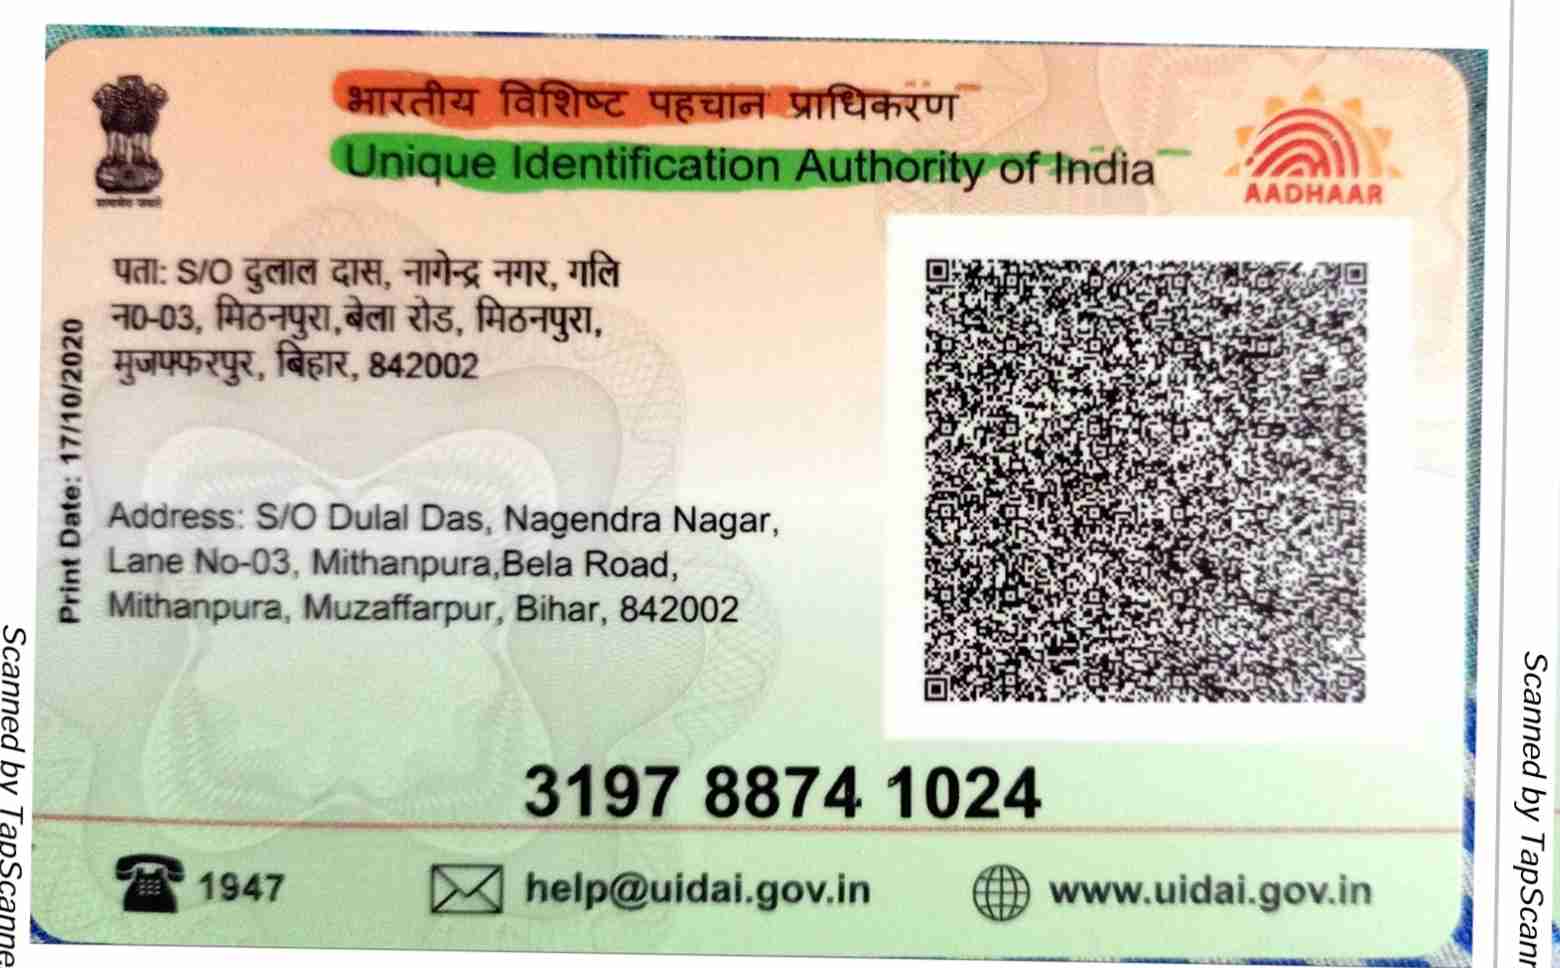 भारतीय विशिष्ट पहचान प्राधिकरण
Unique Identification Authority of India
AADHAAR
सत्यमेव जयते
पता: S/O दुलाल दास, नागेन्द्र नगर, गलि
न0-03, मिठनपुरा,बेला रोड, मिठनपुरा,
मुजफ्फरपुर, बिहार, 842002
Print Date: 17/10/2020
Address: S/O Dulal Das, Nagendra Nagar,
Lane No-03, Mithanpura,Bela Road,
Mithanpura, Muzaffarpur, Bihar, 842002
3197 8874 1024
1947
help@uidai.gov.in
www.uidai.gov.in
Scanned by TapScanne
Scanned by TapScann